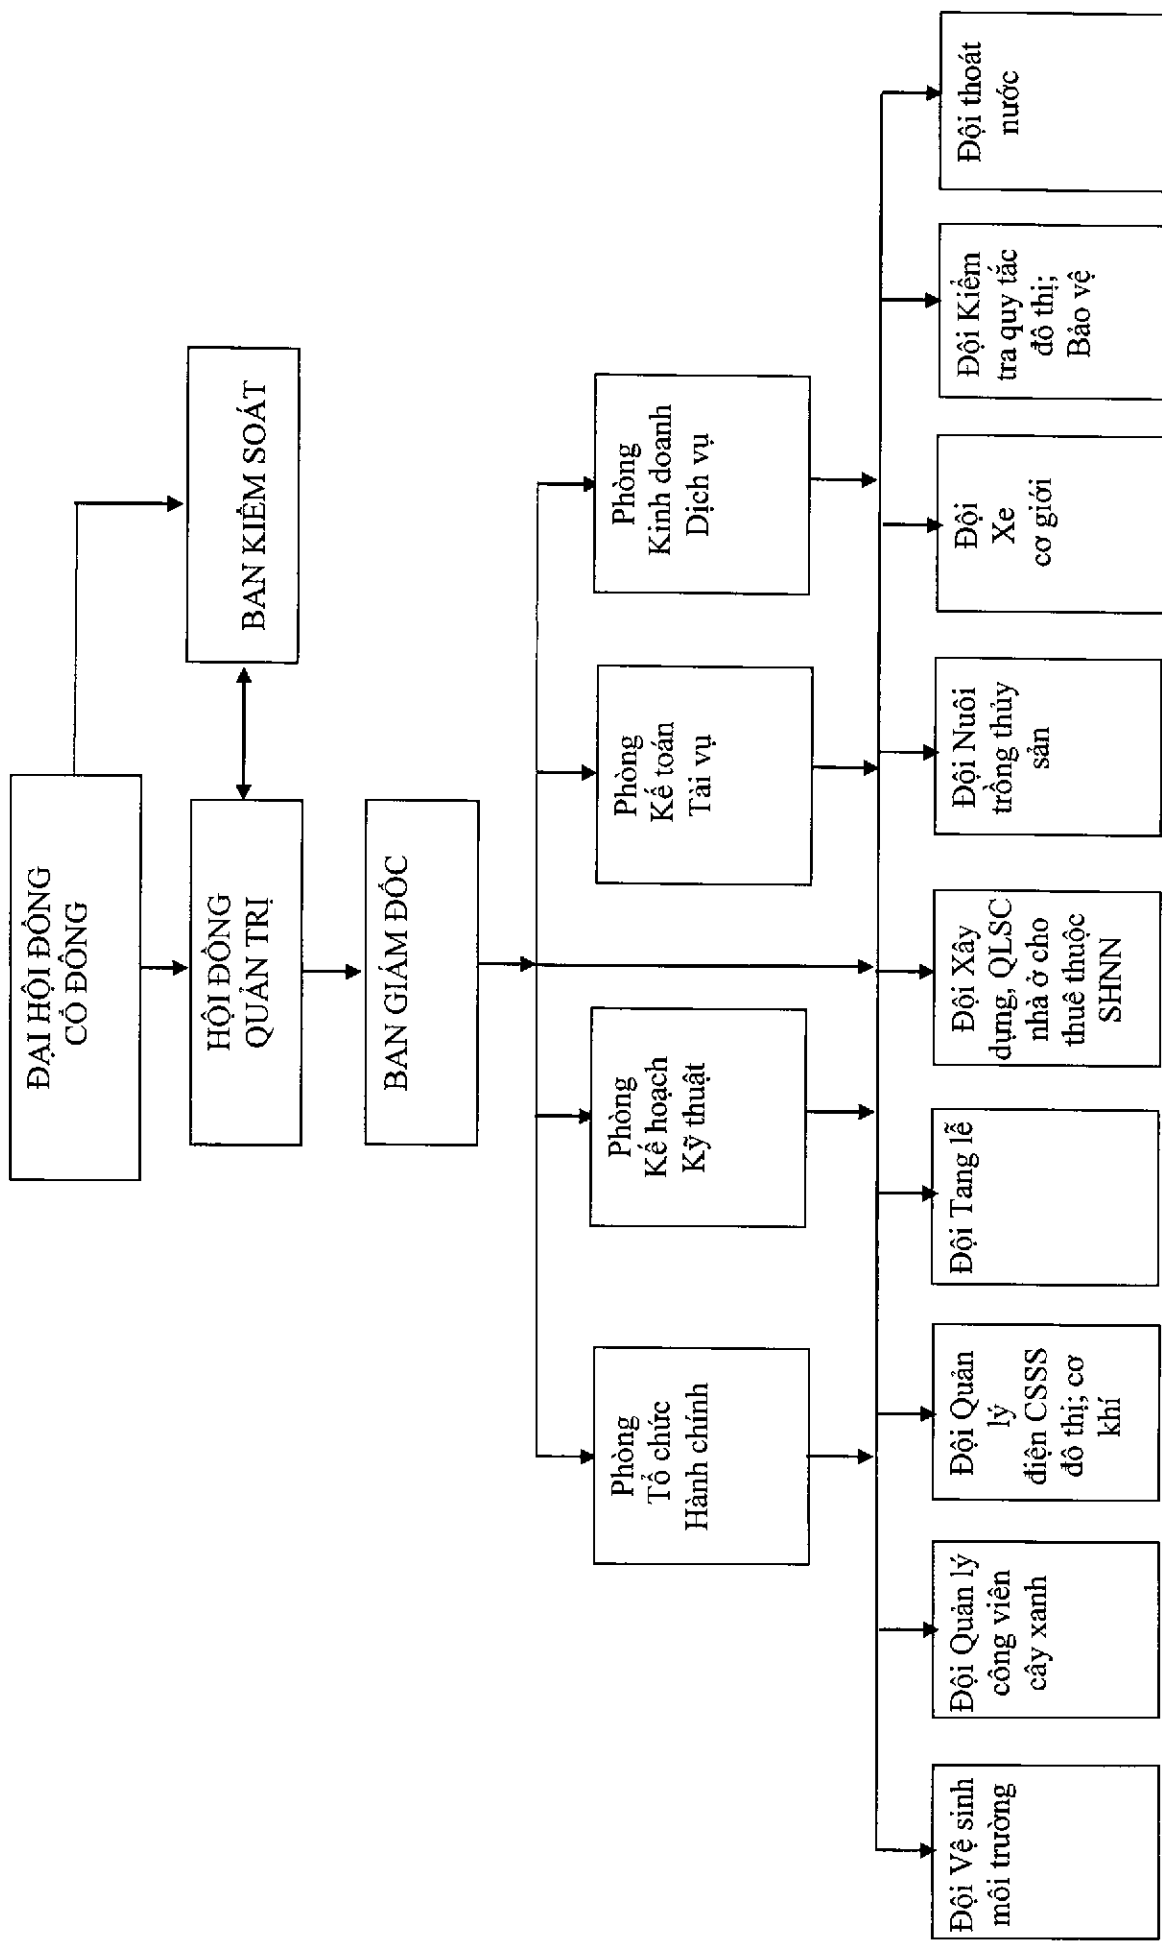 ĐẠI HỘI ĐỒNG
CỔ ĐÔNG
BAN KIỂM SOÁT
HỘI ĐỒNG
QUẢN TRỊ
BAN GIÁM ĐỐC
Phòng
Tổ chức
Hành chính
Phòng
Kế hoạch
Kỹ thuật
Phòng
Kế toán
Tài vụ
Phòng
Kinh doanh
Dịch vụ
Đội Vệ sinh
môi trường
Đội Quản lý
công viên
cây xanh
Đội Quản
lý
điện CSSS
đô thị; cơ
khí
Đội Tang lễ
Đội Xây
dựng, QLSC
nhà ở cho
thuê thuộc
SHNN
Đội Nuôi
trồng thủy
sản
Đội
Xe
cơ giới
Đội Kiểm
tra quy tắc
đô thị;
Bảo vệ
Đội thoát
nước